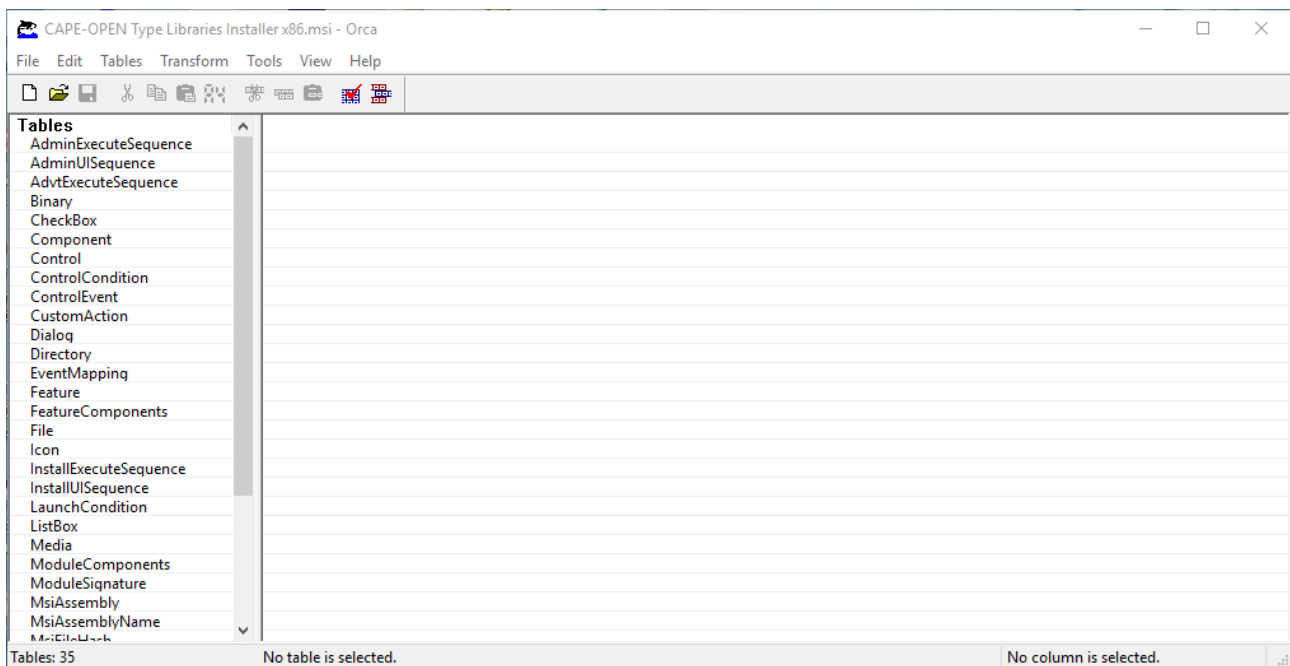 CAPE-OPEN Type Libraries Installer x86.msi - Orca
File Edit Tables Transform Tools View Help
Tables
AdminExecuteSequence
AdminUISequence
AdvtExecuteSequence
Binary
CheckBox
Component
Control
ControlCondition
ControlEvent
CustomAction
Dialog
Directory
EventMapping
Feature
FeatureComponents
File
Icon
InstallExecuteSequence
InstallUISequence
LaunchCondition
ListBox
Media
ModuleComponents
ModuleSignature
MsiAssembly
MsiAssemblyName
MsiFileHash
Tables: 35 No table is selected. No column is selected.